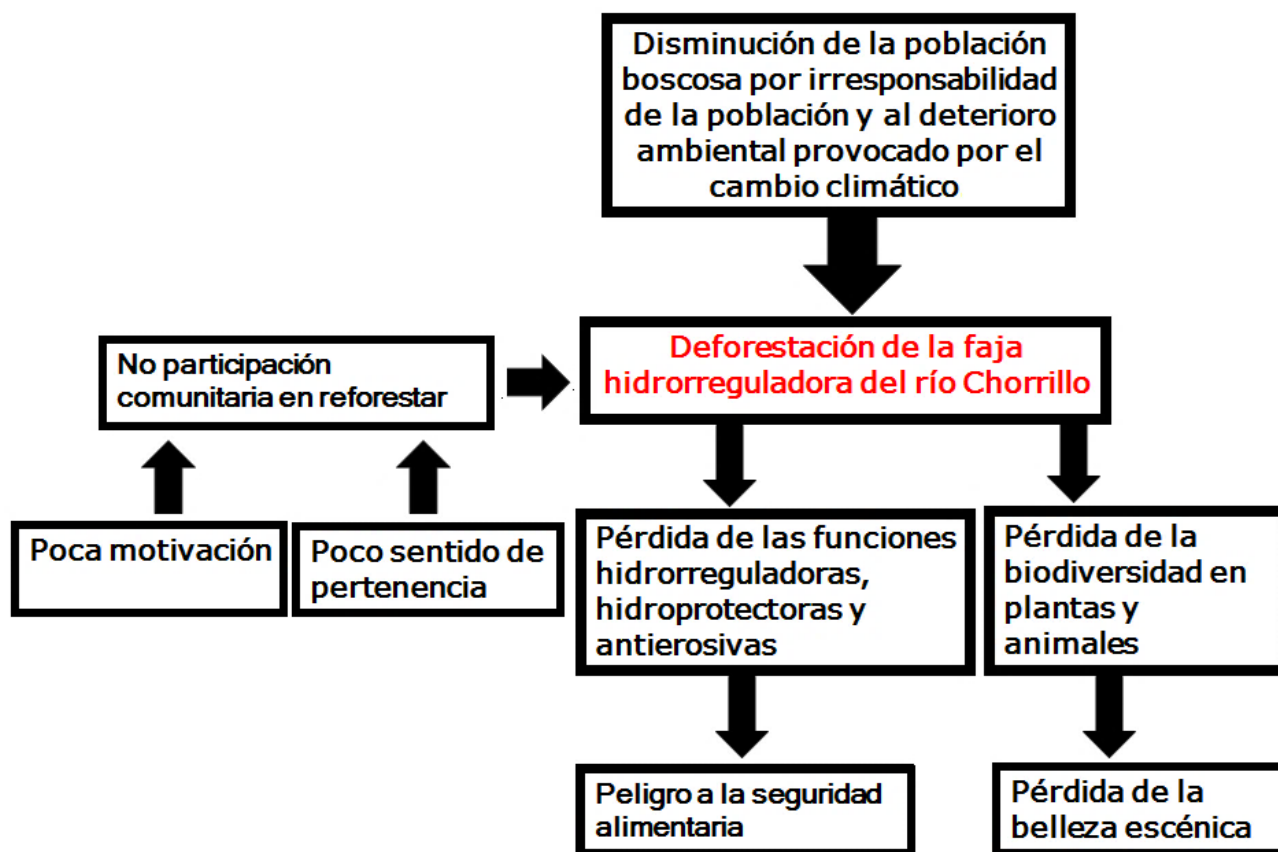 Disminución de la población
boscosa por irresponsabilidad
de la población y al deterioro
ambiental provocado por el
cambio climático
No participación
comunitaria en reforestar
Deforestación de la faja
hidrorreguladora del río Chorrillo
Poca motivación
Poco sentido de
pertenencia
Pérdida de las funciones
hidrorreguladoras,
hidroprotectoras y
antierosivas
Pérdida de la
biodiversidad en
plantas y
animales
Peligro a la seguridad
alimentaria
Pérdida de la
belleza escénica